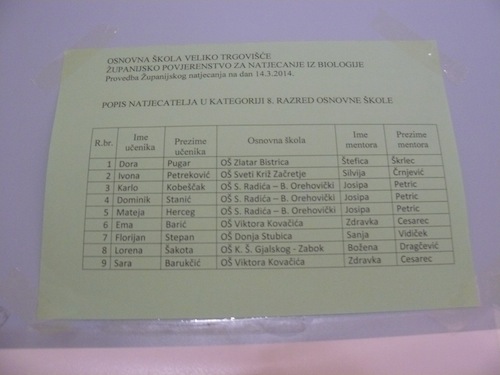 OSNOVNA ŠKOLA VELIKO TRGOVIŠĆE
ŽUPANIJSKO POVJERENSTVO ZA NATJECANJE IZ BIOLOGIJE
Provedba Županijskog natjecanja na dan 14.3.2014.
POPIS NATJECATELJA U KATEGORIJI 8. RAZRED OSNOVNE ŠKOLE
R.br. Ime učenika Prezime učenika Osnovna škola Ime mentora Prezime mentora
1 Dora Pugar OŠ Zlatar Bistrica Štefica Škrlec
2 Ivona Petreković OŠ Sveti Križ Začretje Silvija Črnjević
3 Karlo Kobeščak OŠ S. Radića – B. Orehovički Josipa Petric
4 Dominik Stanić OŠ S. Radića – B. Orehovički Josipa Petric
5 Mateja Herceg OŠ S. Radića – B. Orehovički Josipa Petric
6 Ema Barić OŠ Viktora Kovačića Zdravka Cesarec
7 Florijan Stepan OŠ Donja Stubica Sanja Vidiček
8 Lorena Šakota OŠ K. Š. Gjalskog - Zabok Božena Dragčević
9 Sara Barukčić OŠ Viktora Kovačića Zdravka Cesarec